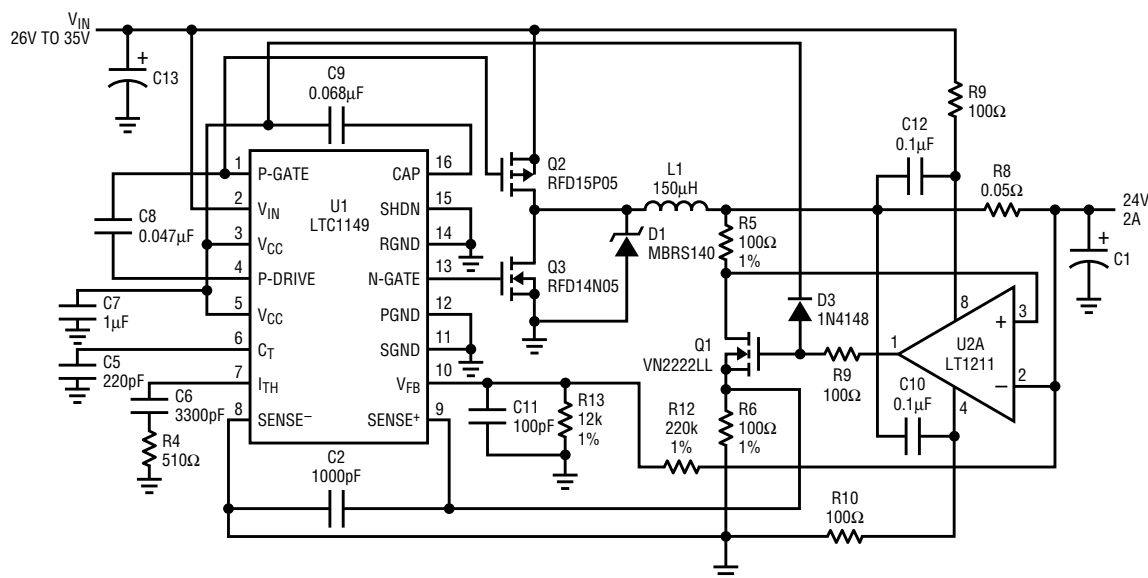 VIN
26V TO 35V
+
C13
C9
0.068µF
R9
100Ω
C12
0.1µF
1
P-GATE
CAP
16
Q2
RFD15P05
L1
150µH
R8
0.05Ω
24V
2A
C8
0.047µF
2
VIN
U1
LTC1149
SHDN
15
3
VCC
RGND
14
D1
MBRS140
R5
100Ω
1%
+
C1
4
P-DRIVE
N-GATE
13
Q3
RFD14N05
D3
1N4148
8
+
3
C7
1µF
5
VCC
PGND
12
Q1
VN2222LL
1
U2A
LT1211
C5
220pF
6
CT
SGND
11
R9
100Ω
–
2
C6
3300pF
7
ITH
VFB
10
C10
0.1µF
4
R4
510Ω
8
SENSE–
SENSE+
9
C11
100pF
R13
12k
1%
R12
220k
1%
R6
100Ω
1%
C2
1000pF
R10
100Ω